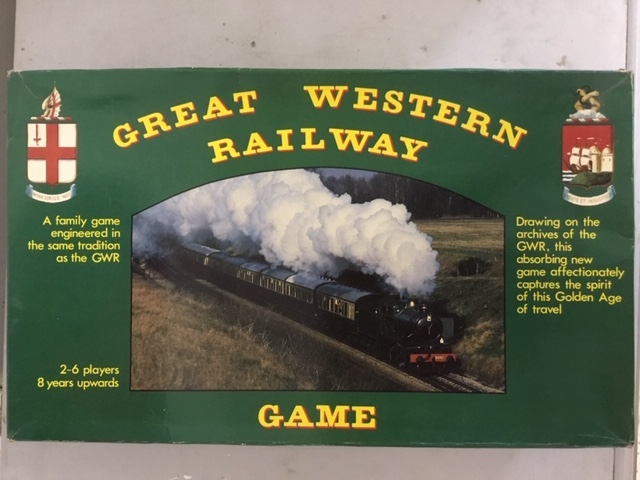 GREAT WESTERN
RAILWAY
A family game
engineered in
the same tradition
as the GWR
Drawing on the
archives of the
GWR, this
absorbing new
game affectionately
captures the spirit
of this Golden Age
of travel
2-6 players
8 years upwards
GAME